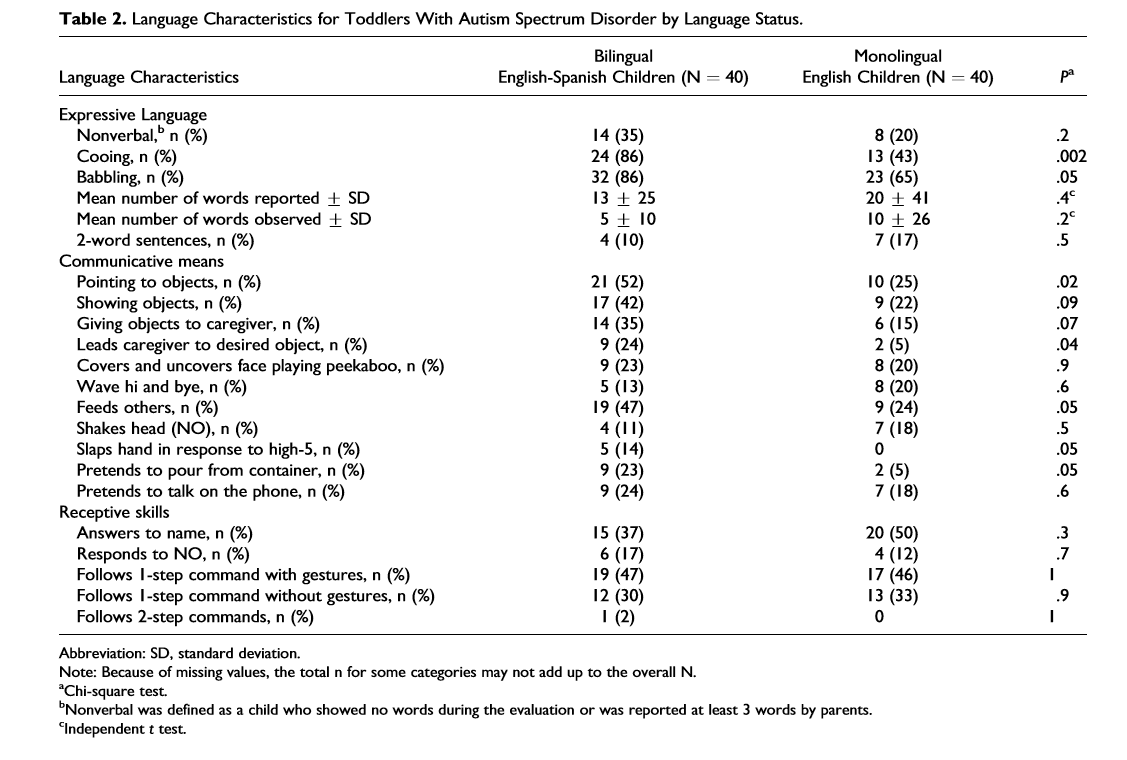 Table 2. Language Characteristics for Toddlers With Autism Spectrum Disorder by Language Status.
Language Characteristics Bilingual English-Spanish Children (N = 40) Monolingual English Children (N = 40) Pa
Expressive Language
Nonverbal,b n (%) 14 (35) 8 (20) .2
Cooing, n (%) 24 (86) 13 (43) .002
Babbling, n (%) 32 (86) 23 (65) .05
Mean number of words reported ± SD 13 ± 25 20 ± 41 .4c
Mean number of words observed ± SD 5 ± 10 10 ± 26 .2c
2-word sentences, n (%) 4 (10) 7 (17) .5
Communicative means
Pointing to objects, n (%) 21 (52) 10 (25) .02
Showing objects, n (%) 17 (42) 9 (22) .09
Giving objects to caregiver, n (%) 14 (35) 6 (15) .07
Leads caregiver to desired object, n (%) 9 (24) 2 (5) .04
Covers and uncovers face playing peekaboo, n (%) 9 (23) 8 (20) .9
Wave hi and bye, n (%) 5 (13) 8 (20) .6
Feeds others, n (%) 19 (47) 9 (24) .05
Shakes head (NO), n (%) 4 (11) 7 (18) .5
Slaps hand in response to high-5, n (%) 5 (14) 0 .05
Pretends to pour from container, n (%) 9 (23) 2 (5) .05
Pretends to talk on the phone, n (%) 9 (24) 7 (18) .6
Receptive skills
Answers to name, n (%) 15 (37) 20 (50) .3
Responds to NO, n (%) 6 (17) 4 (12) .7
Follows 1-step command with gestures, n (%) 19 (47) 17 (46) 1
Follows 1-step command without gestures, n (%) 12 (30) 13 (33) .9
Follows 2-step commands, n (%) 1 (2) 0 1
Abbreviation: SD, standard deviation.
Note: Because of missing values, the total n for some categories may not add up to the overall N.
aChi-square test.
bNonverbal was defined as a child who showed no words during the evaluation or was reported at least 3 words by parents.
cIndependent t test.